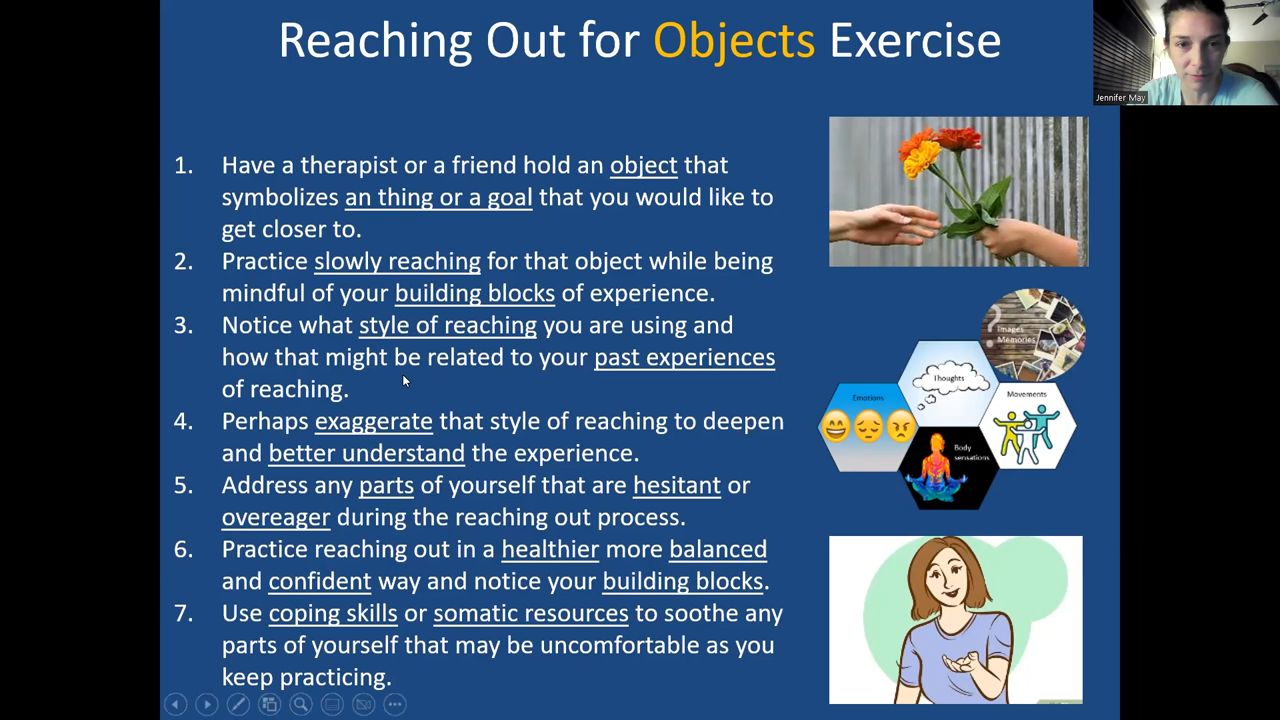 Reaching Out for Objects Exercise
Jennifer May
1. Have a therapist or a friend hold an object that
symbolizes an thing or a goal that you would like to
get closer to.
2. Practice slowly reaching for that object while being
mindful of your building blocks of experience.
3. Notice what style of reaching you are using and
how that might be related to your past experiences
of reaching.
4. Perhaps exaggerate that style of reaching to deepen
and better understand the experience.
5. Address any parts of yourself that are hesitant or
overeager during the reaching out process.
6. Practice reaching out in a healthier more balanced
and confident way and notice your building blocks.
7. Use coping skills or somatic resources to soothe any
parts of yourself that may be uncomfortable as you
keep practicing.
Images
Memories
Thoughts
Emotions
Movements
Body
sensations